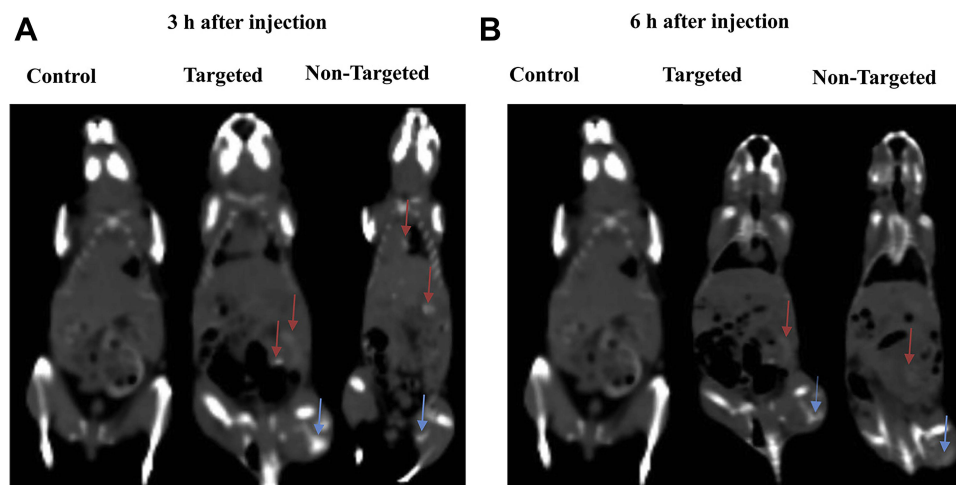 A 3 h after injection
Control Targeted Non-Targeted
B 6 h after injection
Control Targeted Non-Targeted